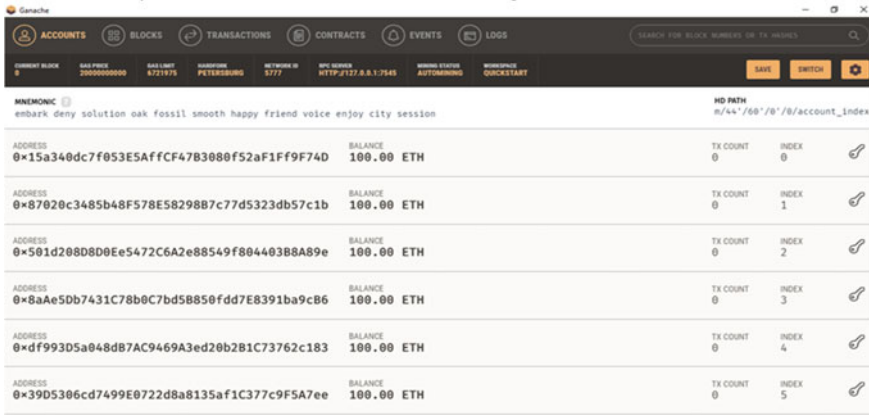 Ganache
ACCOUNTS BLOCKS TRANSACTIONS CONTRACTS EVENTS LOGS SEARCH FOR BLOCK NUMBERS OR TX HASHES
CURRENT BLOCK GAS PRICE GAS LIMIT HARDFORK NETWORK ID RPC SERVER MINING STATUS WORKSPACE
0 20000000000 6721975 PETERSBURG 5777 HTTP://127.0.0.1:7545 AUTOMINING QUICKSTART SAVE SWITCH
MNEMONIC ? HD PATH
embark deny solution oak fossil smooth happy friend voice enjoy city session m/44'/60'/0'/0/account_index
ADDRESS BALANCE TX COUNT INDEX
0×15a340dc7f053E5AffCF47B3080f52aF1Ff9F74D 100.00 ETH 0 0
ADDRESS BALANCE TX COUNT INDEX
0×87020c3485b48F578E58298B7c77d5323db57c1b 100.00 ETH 0 1
ADDRESS BALANCE TX COUNT INDEX
0×501d208D8D0Ee5472C6A2e88549f804403B8A89e 100.00 ETH 0 2
ADDRESS BALANCE TX COUNT INDEX
0×8aAe5Db7431C78b0C7bd5B850fdd7E8391ba9cB6 100.00 ETH 0 3
ADDRESS BALANCE TX COUNT INDEX
0×df993D5a048dB7AC9469A3ed20b2B1C73762c183 100.00 ETH 0 4
ADDRESS BALANCE TX COUNT INDEX
0×39D5306cd7499E0722d8a8135af1C377c9F5A7ee 100.00 ETH 0 5